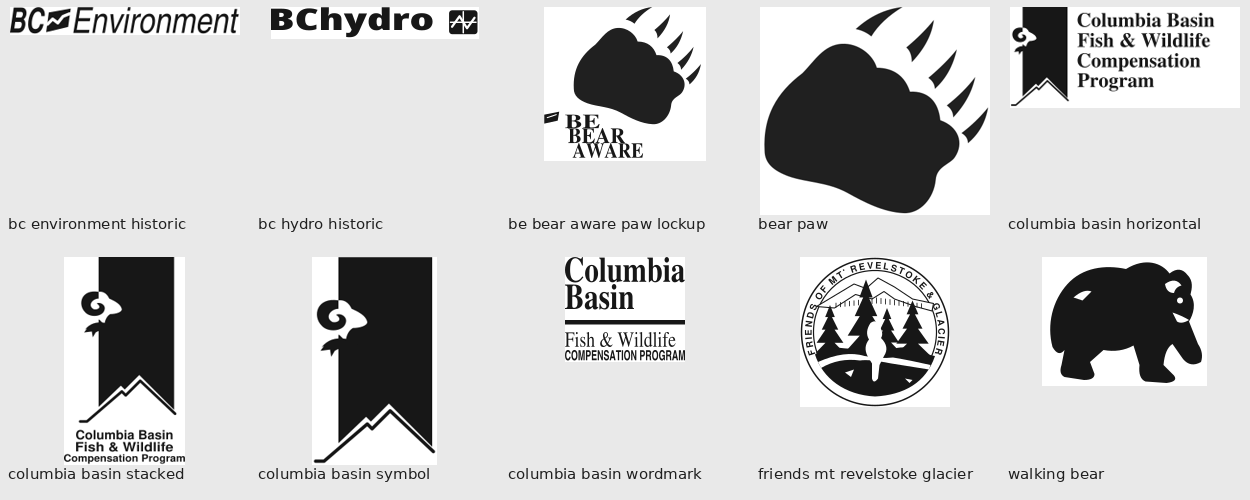 BC Environment
BChydro
BE
BEAR
AWARE
Columbia Basin
Fish & Wildlife
Compensation
Program
bc environment historic
bc hydro historic
be bear aware paw lockup
bear paw
columbia basin horizontal
Columbia Basin
Fish & Wildlife
Compensation Program
Columbia
Basin
Fish & Wildlife
COMPENSATION PROGRAM
FRIENDS OF MT. REVELSTOKE & GLACIER
columbia basin stacked
columbia basin symbol
columbia basin wordmark
friends mt revelstoke glacier
walking bear